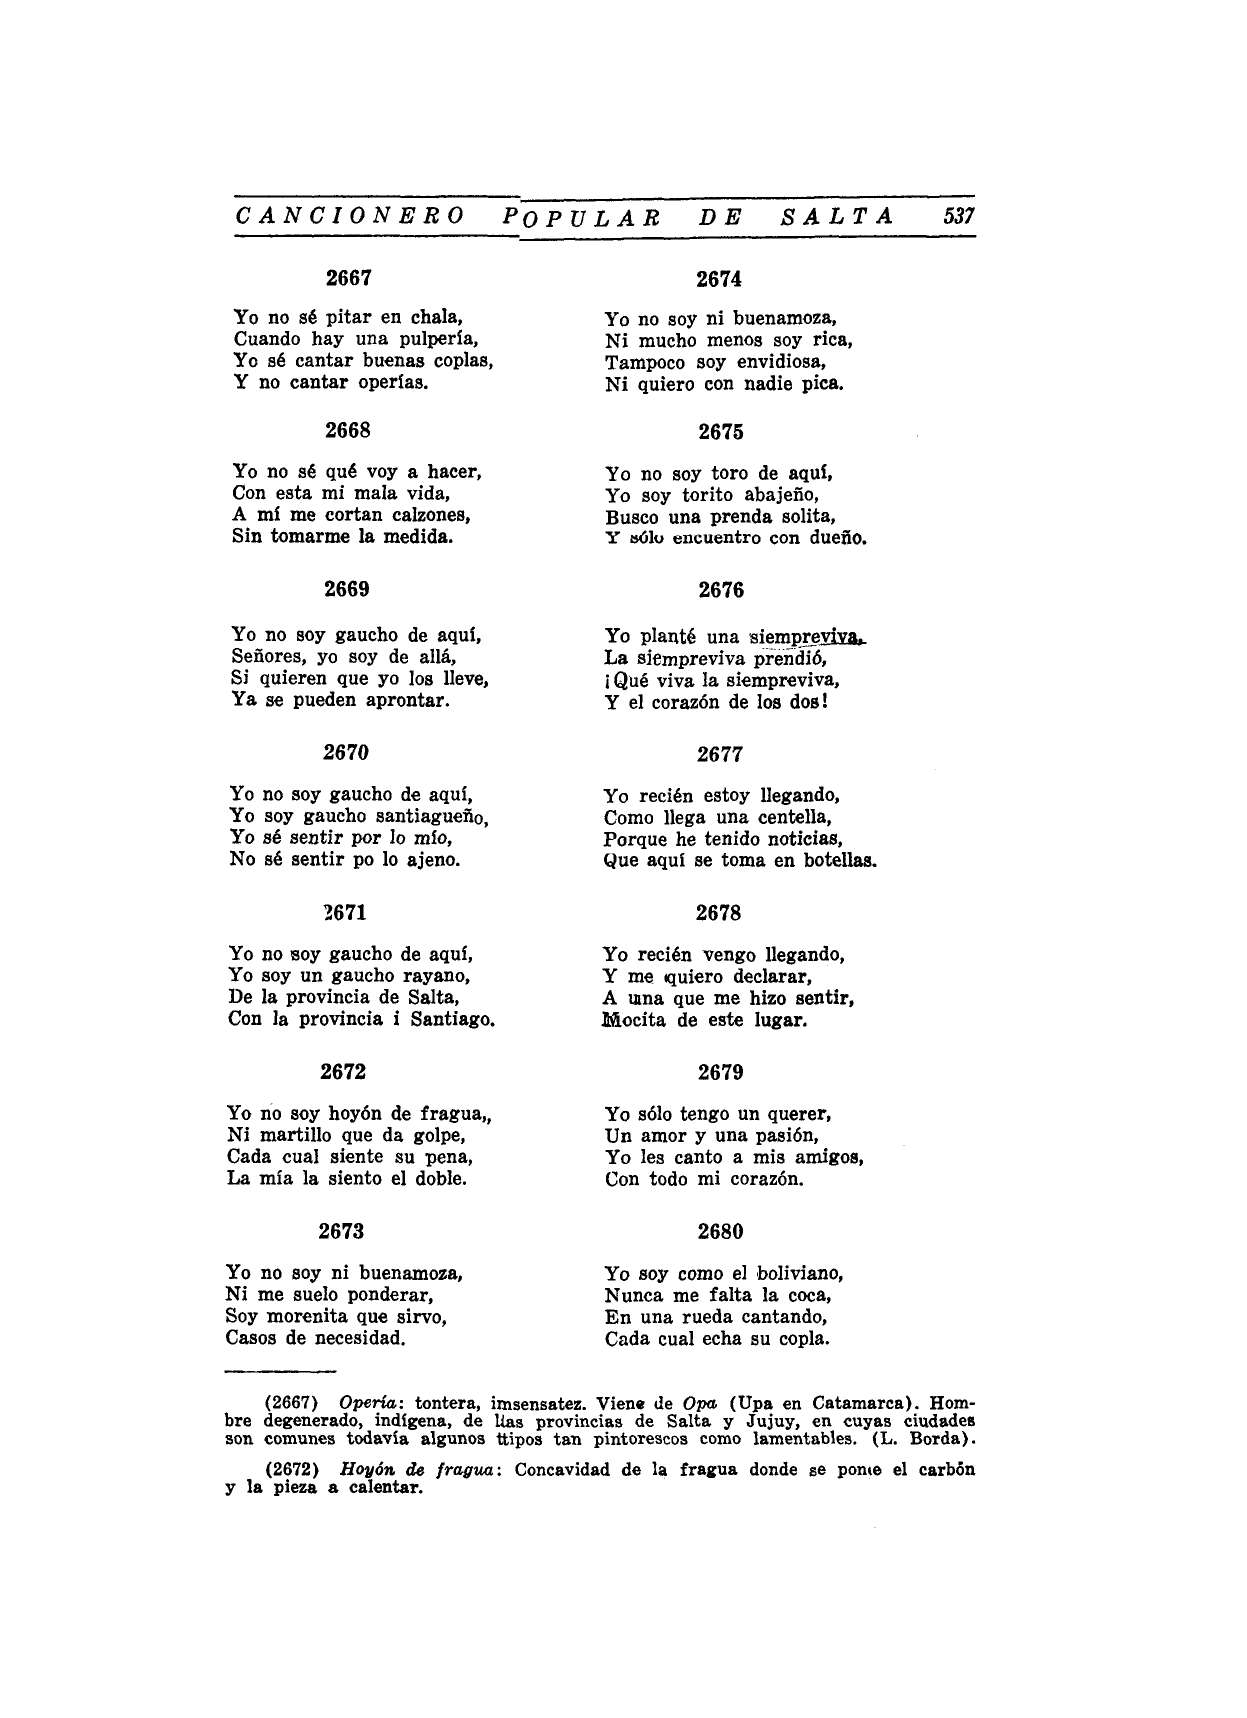 CANCIONERO POPULAR DE SALTA 537
2667
Yo no sé pitar en chala,
Cuando hay una pulpería,
Yo sé cantar buenas coplas,
Y no cantar operías.
2668
Yo no sé qué voy a hacer,
Con esta mi mala vida,
A mí me cortan calzones,
Sin tomarme la medida.
2669
Yo no soy gaucho de aquí,
Señores, yo soy de allá,
Si quieren que yo los lleve,
Ya se pueden aprontar.
2670
Yo no soy gaucho de aquí,
Yo soy gaucho santiagueño,
Yo sé sentir por lo mío,
No sé sentir po lo ajeno.
2671
Yo no soy gaucho de aquí,
Yo soy un gaucho rayano,
De la provincia de Salta,
Con la provincia i Santiago.
2672
Yo no soy hoyón de fragua,,
Ni martillo que da golpe,
Cada cual siente su pena,
La mía la siento el doble.
2673
Yo no soy ni buenamoza,
Ni me suelo ponderar,
Soy morenita que sirvo,
Casos de necesidad.
2674
Yo no soy ni buenamoza,
Ni mucho menos soy rica,
Tampoco soy envidiosa,
Ni quiero con nadie pica.
2675
Yo no soy toro de aquí,
Yo soy torito abajeño,
Busco una prenda solita,
Y sólo encuentro con dueño.
2676
Yo planté una siempreviva,
La siempreviva prendió,
¡Qué viva la siempreviva,
Y el corazón de los dos!
2677
Yo recién estoy llegando,
Como llega una centella,
Porque he tenido noticias,
Que aquí se toma en botellas.
2678
Yo recién vengo llegando,
Y me quiero declarar,
A una que me hizo sentir,
Mocita de este lugar.
2679
Yo sólo tengo un querer,
Un amor y una pasión,
Yo les canto a mis amigos,
Con todo mi corazón.
2680
Yo soy como el boliviano,
Nunca me falta la coca,
En una rueda cantando,
Cada cual echa su copla.
(2667) Opería: tontera, imsensatez. Viene de Opa (Upa en Catamarca). Hom-
bre degenerado, indígena, de llas provincias de Salta y Jujuy, en cuyas ciudades
son comunes todavía algunos ttipos tan pintorescos como lamentables. (L. Borda).
(2672) Hoyón de fragua: Concavidad de la fragua donde se pone el carbón
y la pieza a calentar.